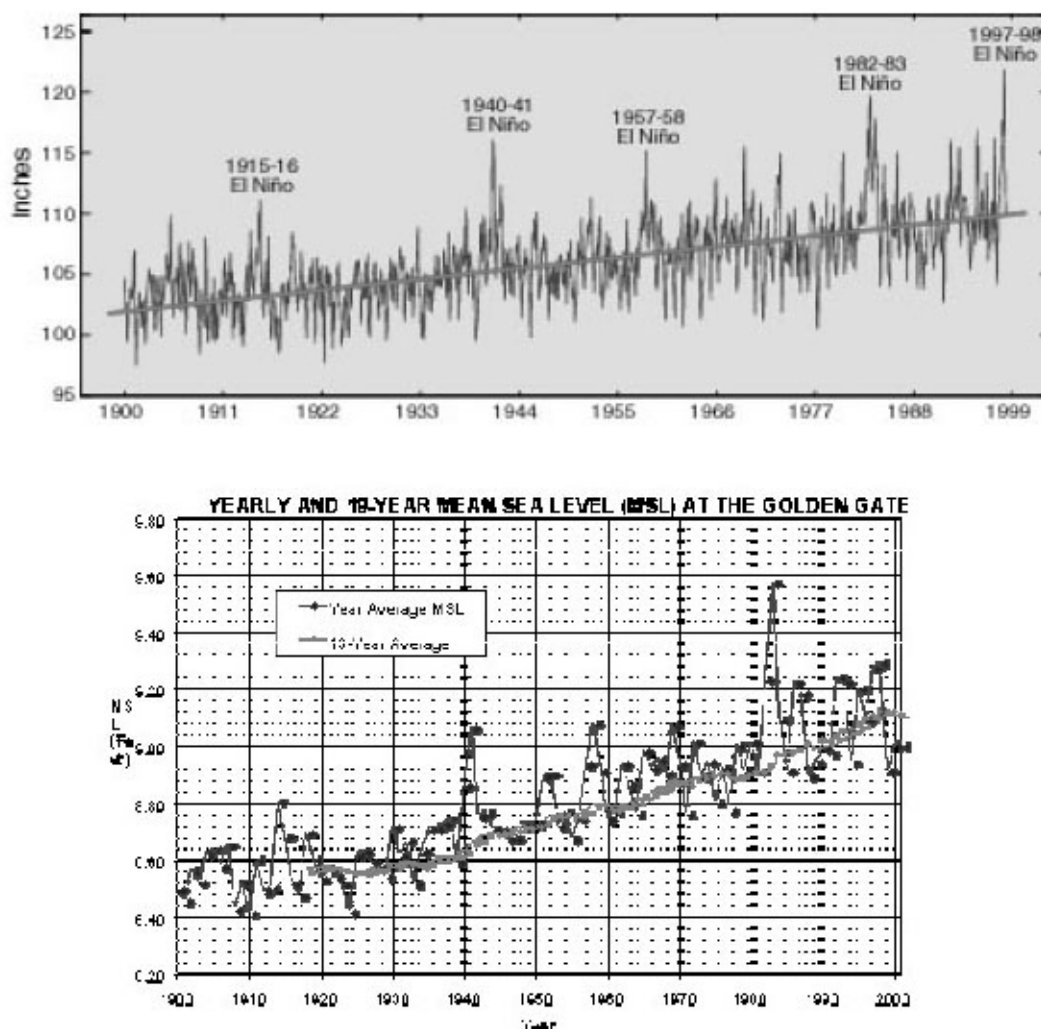 125
120
115
110
105
100
95
Inches
1915-16
El Niño
1940-41
El Niño
1957-58
El Niño
1982-83
El Niño
1997-98
El Niño
1900 1911 1922 1933 1944 1955 1966 1977 1988 1999
YEARLY AND 19-YEAR MEAN SEA LEVEL (MSL) AT THE GOLDEN GATE
Year Average MSL
19-Year Average
1900 1910 1920 1930 1940 1950 1960 1970 1980 1990 2000
Year